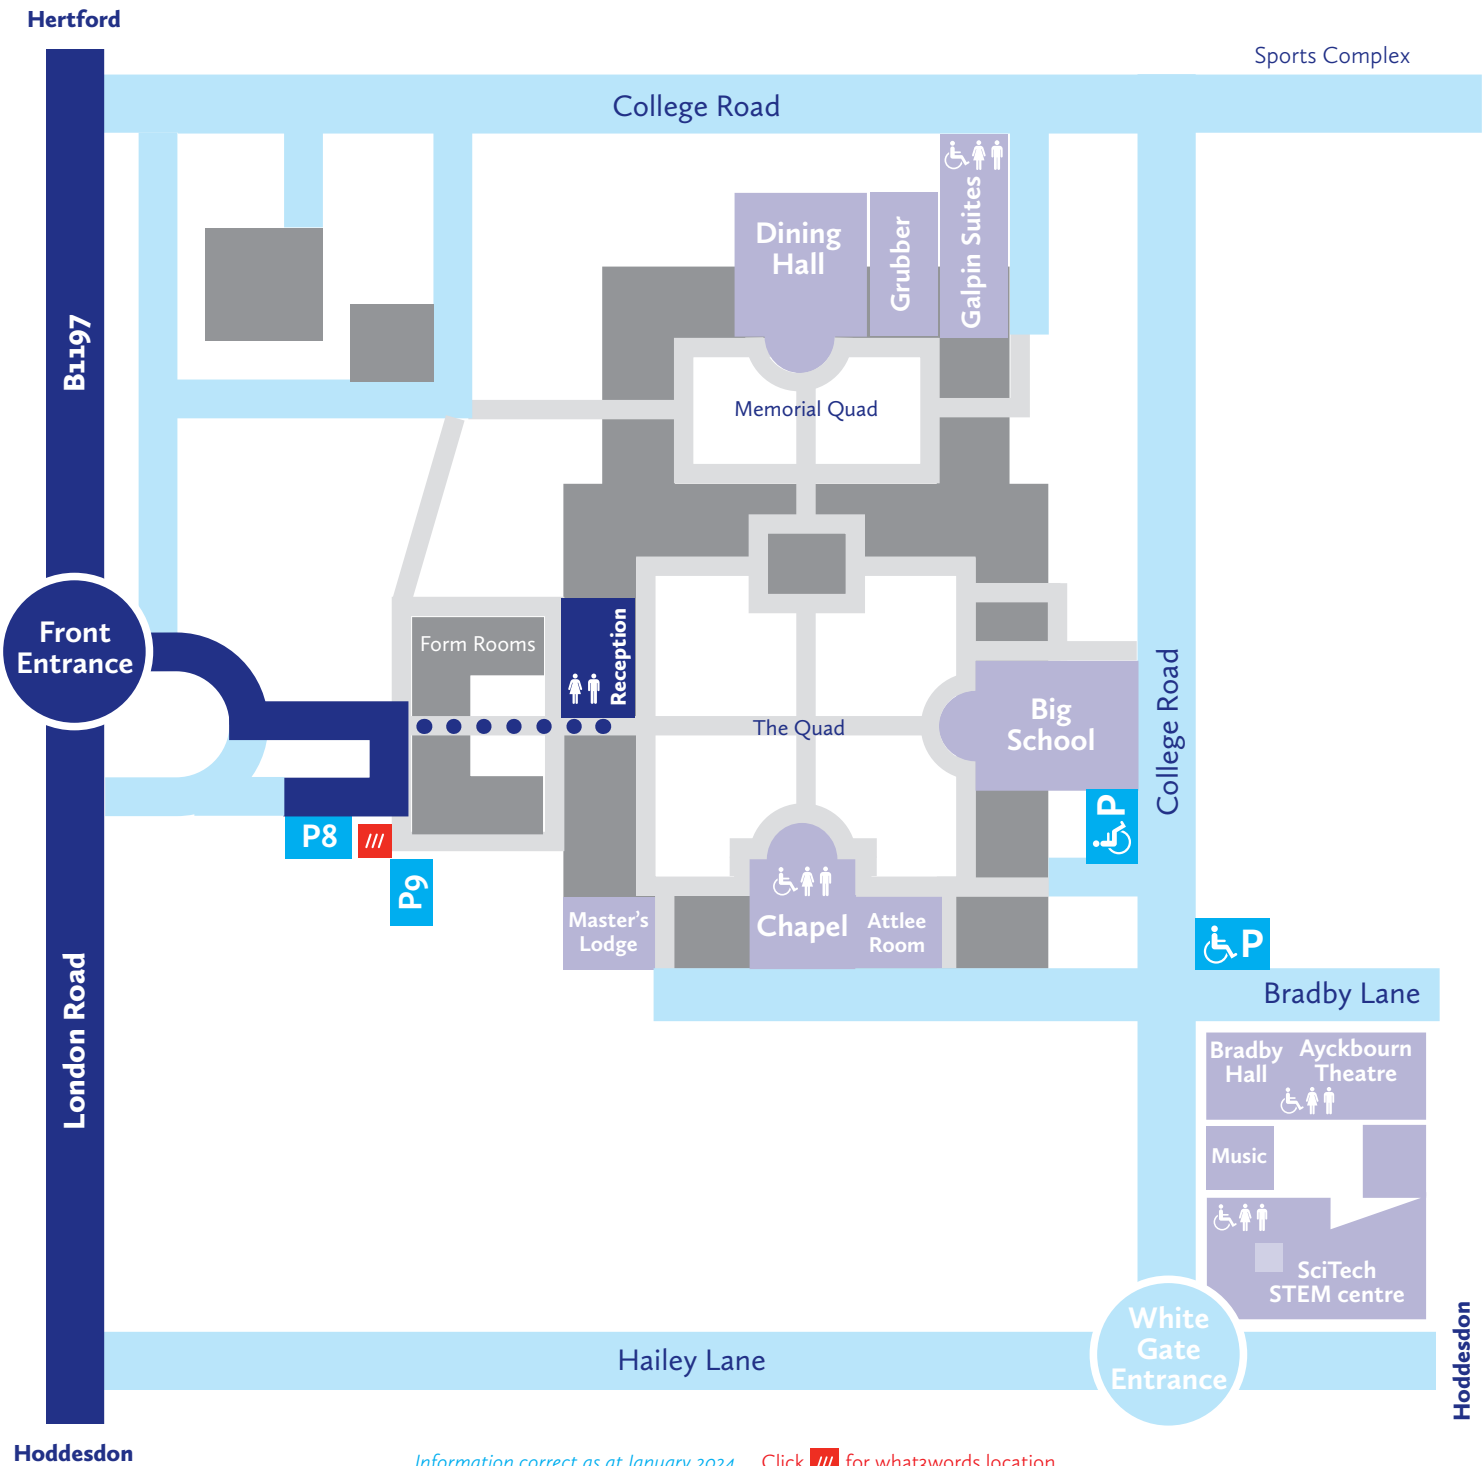 Hertford
Sports Complex
College Road
Dining
Hall
Grubber
Galpin Suites
B1197
Memorial Quad
Front
Entrance
Form Rooms
Reception
The Quad
Big
School
College Road
P8
///
P9
P
P
Master's
Lodge
Chapel
Attlee
Room
Bradby Lane
London Road
Bradby
Hall
Ayckbourn
Theatre
Music
SciTech
STEM centre
White
Gate
Entrance
Hailey Lane
Hoddesdon
Hoddesdon
Information correct as at January 2024
Click /// for what3words location